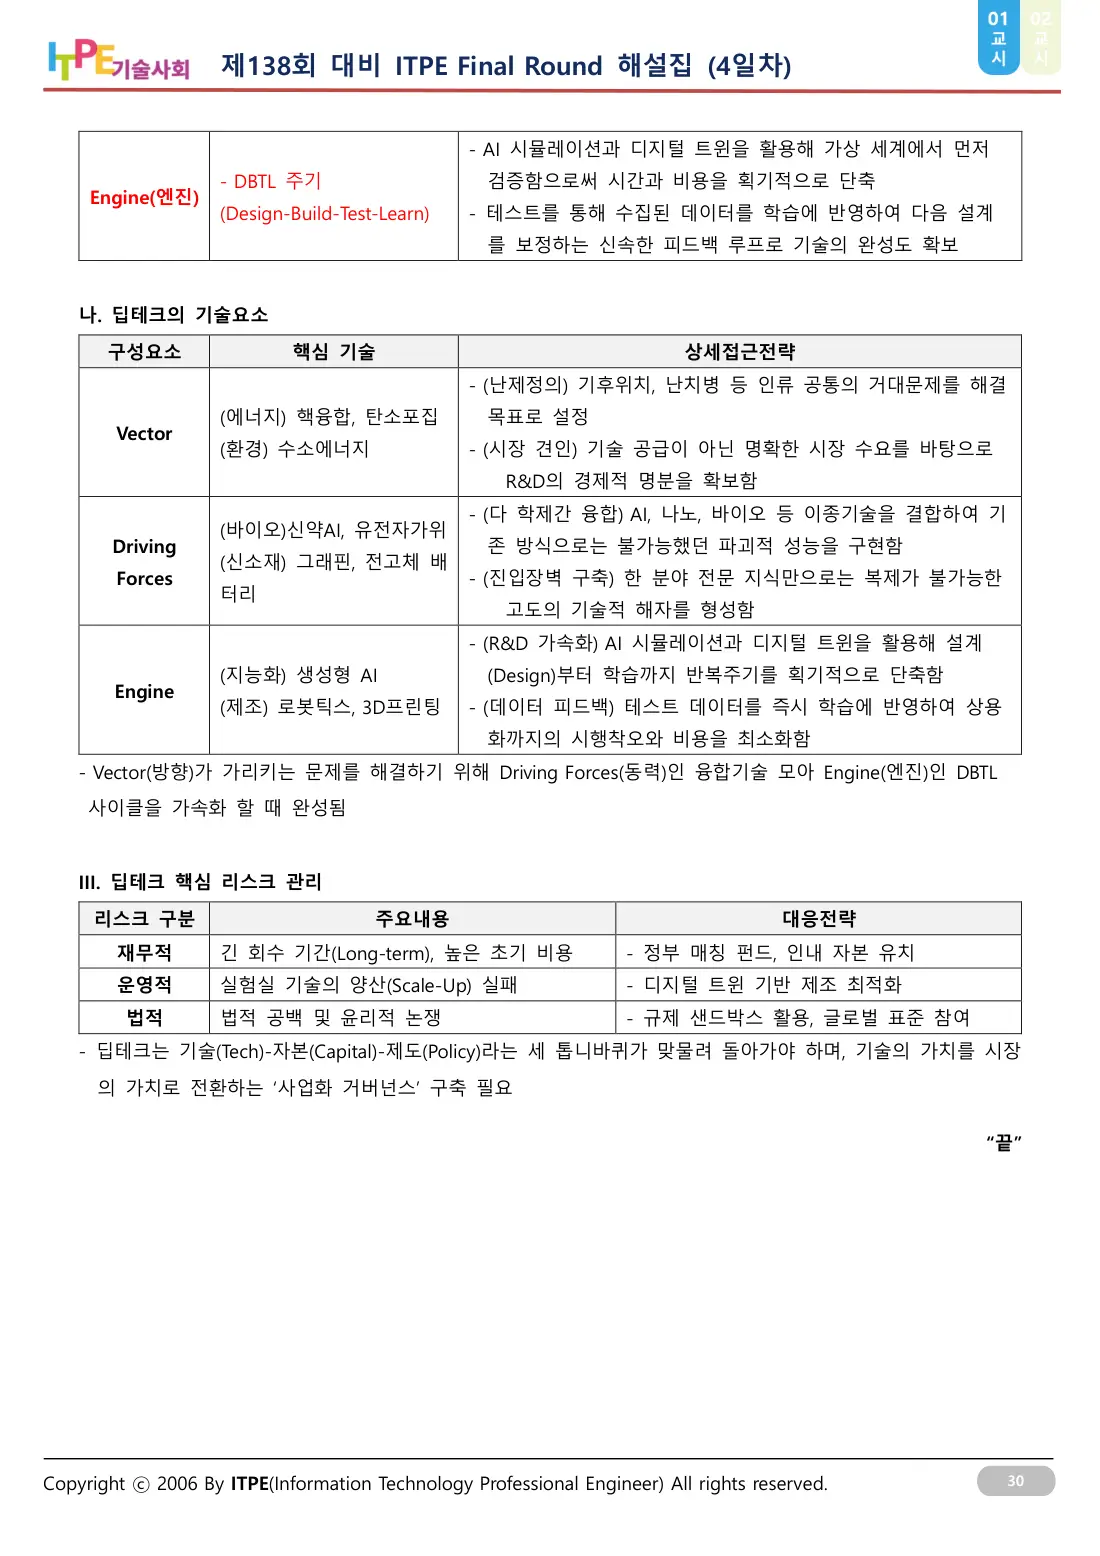 01
교
시
02
교
시
ITPE기술사회
제138회 대비 ITPE Final Round 해설집 (4일차)
Engine(엔진)
- DBTL 주기
(Design-Build-Test-Learn)
- AI 시뮬레이션과 디지털 트윈을 활용해 가상 세계에서 먼저
검증함으로써 시간과 비용을 획기적으로 단축
- 테스트를 통해 수집된 데이터를 학습에 반영하여 다음 설계
를 보정하는 신속한 피드백 루프로 기술의 완성도 확보
나. 딥테크의 기술요소
구성요소
핵심 기술
상세접근전략
Vector
(에너지) 핵융합, 탄소포집
(환경) 수소에너지
- (난제정의) 기후위치, 난치병 등 인류 공통의 거대문제를 해결
목표로 설정
- (시장 견인) 기술 공급이 아닌 명확한 시장 수요를 바탕으로
R&D의 경제적 명분을 확보함
Driving
Forces
(바이오)신약AI, 유전자가위
(신소재) 그래핀, 전고체 배
터리
- (다 학제간 융합) AI, 나노, 바이오 등 이종기술을 결합하여 기
존 방식으로는 불가능했던 파괴적 성능을 구현함
- (진입장벽 구축) 한 분야 전문 지식만으로는 복제가 불가능한
고도의 기술적 해자를 형성함
Engine
(지능화) 생성형 AI
(제조) 로봇틱스, 3D프린팅
- (R&D 가속화) AI 시뮬레이션과 디지털 트윈을 활용해 설계
(Design)부터 학습까지 반복주기를 획기적으로 단축함
- (데이터 피드백) 테스트 데이터를 즉시 학습에 반영하여 상용
화까지의 시행착오와 비용을 최소화함
- Vector(방향)가 가리키는 문제를 해결하기 위해 Driving Forces(동력)인 융합기술 모아 Engine(엔진)인 DBTL
사이클을 가속화 할 때 완성됨
III. 딥테크 핵심 리스크 관리
리스크 구분
주요내용
대응전략
재무적
긴 회수 기간(Long-term), 높은 초기 비용
- 정부 매칭 펀드, 인내 자본 유치
운영적
실험실 기술의 양산(Scale-Up) 실패
- 디지털 트윈 기반 제조 최적화
법적
법적 공백 및 윤리적 논쟁
- 규제 샌드박스 활용, 글로벌 표준 참여
- 딥테크는 기술(Tech)-자본(Capital)-제도(Policy)라는 세 톱니바퀴가 맞물려 돌아가야 하며, 기술의 가치를 시장
의 가치로 전환하는 ‘사업화 거버넌스’ 구축 필요
“끝”
Copyright ⓒ 2006 By ITPE(Information Technology Professional Engineer) All rights reserved.
30